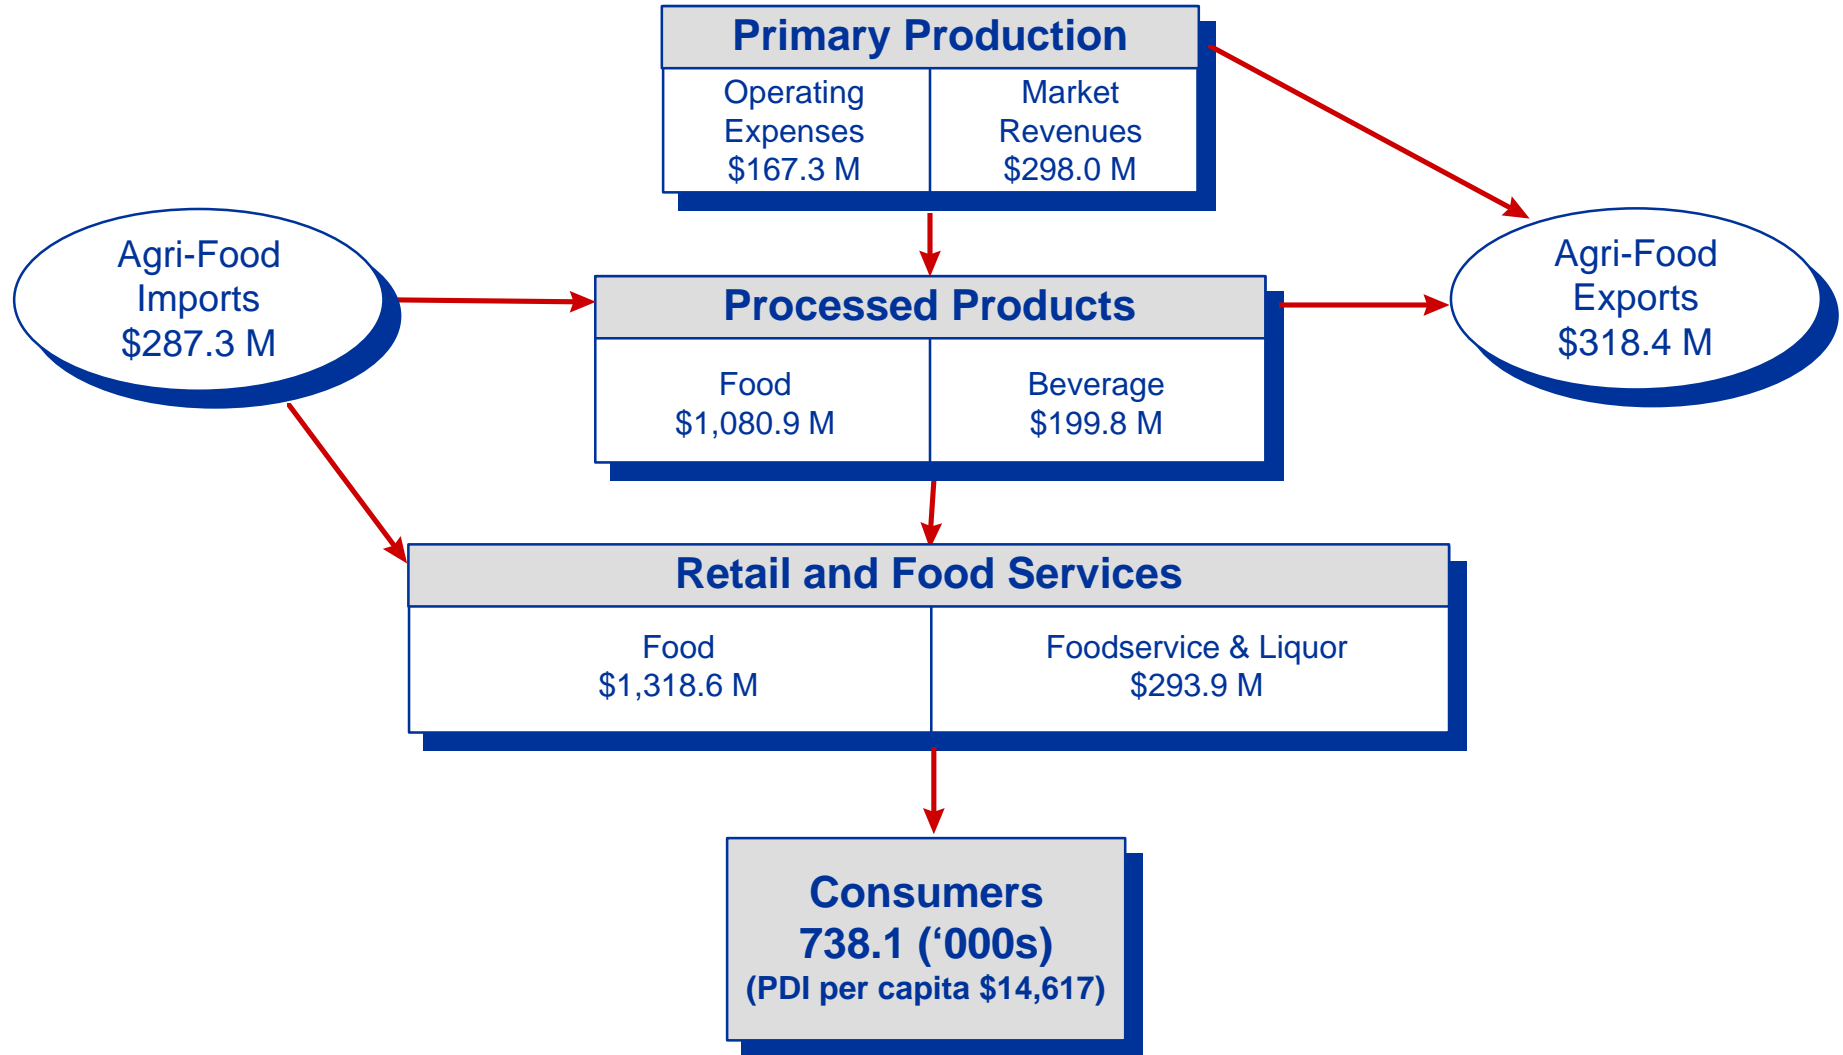 Primary Production
Operating
Expenses
$167.3 M
Market
Revenues
$298.0 M
Agri-Food
Imports
$287.3 M
Processed Products
Food
$1,080.9 M
Beverage
$199.8 M
Agri-Food
Exports
$318.4 M
Retail and Food Services
Food
$1,318.6 M
Foodservice & Liquor
$293.9 M
Consumers
738.1 (‘000s)
(PDI per capita $14,617)